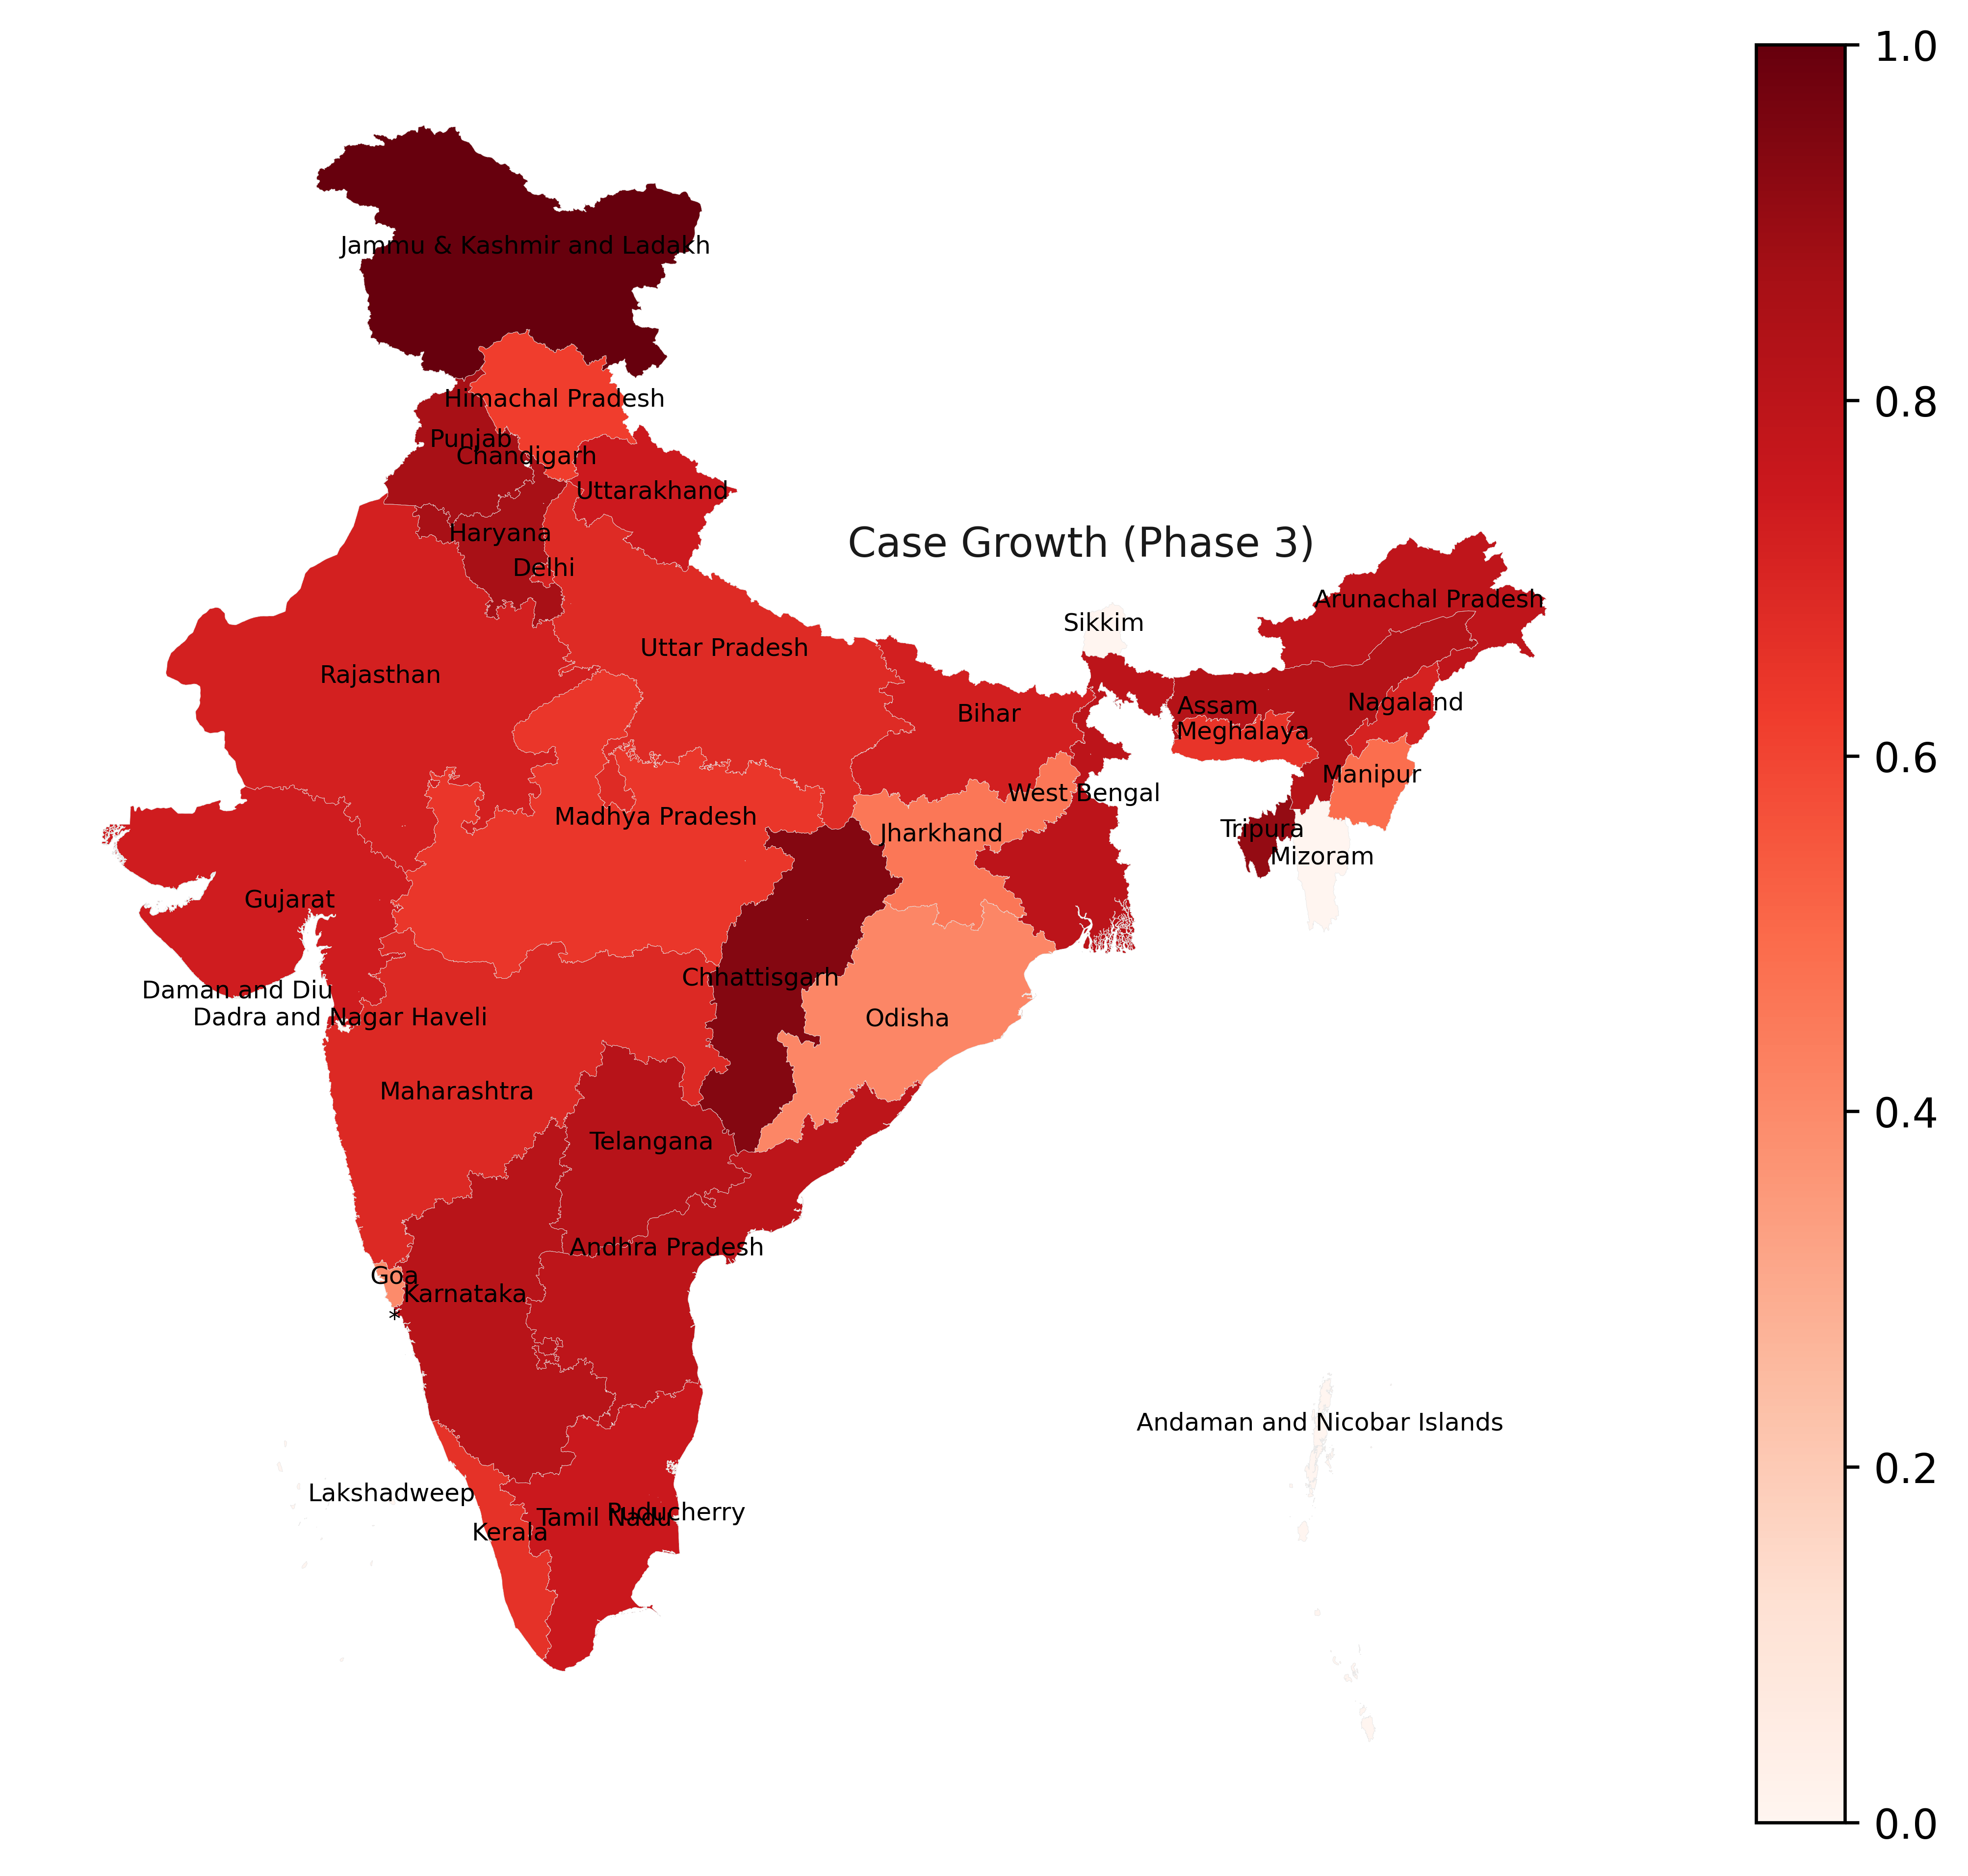 1.0
Jammu & Kashmir and Ladakh
Himachal Pradesh
0.8
Punjab
Chandigarh
Uttarakhand
Haryana
Case Growth (Phase 3)
Delhi
Arunachal Pradesh
Sikkim
Uttar Pradesh
Rajasthan
Nagaland
Assam
Bihar
Meghalaya
0.6
Manipur
West Bengal
Madhya Pradesh
Tripura
Jharkhand
Mizoram
Gujarat
Chhattisgarh
Daman and Diu
Dadra and Nagar Haveli
Odisha
Maharashtra
0.4
Telangana
Andhra Pradesh
Goa
Karnataka
*
Andaman and Nicobar Islands
0.2
Lakshadweep
Puducherry
Tamil Nadu
Kerala
0.0